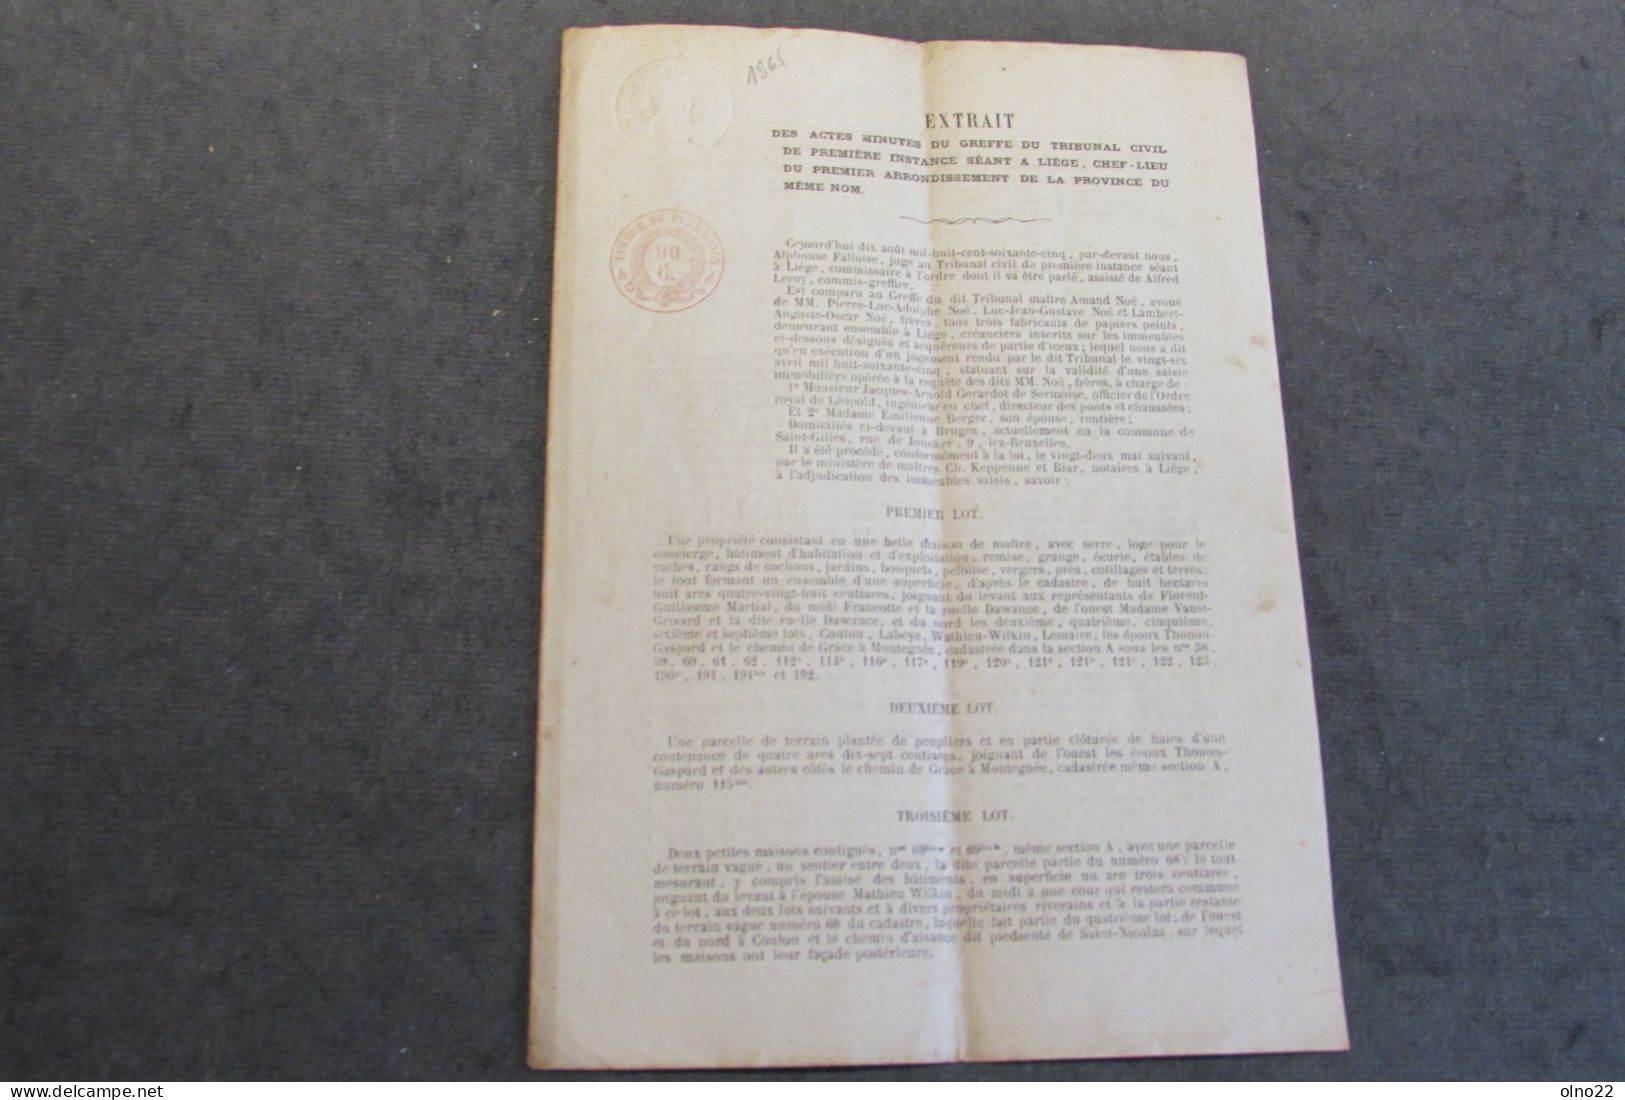 1865
EXTRAIT
DES ACTES MINUTES DU GREFFE DU TRIBUNAL CIVIL
DE PREMIÈRE INSTANCE SÉANT A LIÉGE, CHEF-LIEU
DU PREMIER ARRONDISSEMENT DE LA PROVINCE DU
MÊME NOM.
TIMBRE DE DIMENSION
90
C.
Cejourd'hui dix août mil-huit-cent-soixante-cinq, par-devant nous,
Alphonse Falloise, juge au Tribunal civil de première instance séant
à Liége, commissaire à l'ordre dont il va être parlé, assisté de Alfred
Leroy, commis-greffier.
Est comparu au Greffe du dit Tribunal maître Amand Noé, avoué
de MM. Pierre-Luc-Adolphe Noé, Luc-Jean-Gustave Noé et Lambert-
Auguste-Oscar Noé, frères, tous trois fabricants de papiers peints,
demeurant ensemble à Liége, créanciers inscrits sur les immeubles
ci-dessous désignés et acquéreurs de partie d'iceux; lequel nous a dit
qu'en exécution d'un jugement rendu par le dit Tribunal le vingt-six
avril mil huit-soixante-cinq, statuant sur la validité d'une saisie
immobilière opérée à la requête des dits MM. Noé, frères, à charge de :
1° Monsieur Jacques-Arnold Gerardot de Sermoise, officier de l'Ordre
royal de Léopold, ingénieur en chef, directeur des ponts et chaussées;
Et 2° Madame Émilienne Berger, son épouse, rentière;
Domiciliés ci-devant à Bruges, actuellement en la commune de
Saint-Gilles, rue de Joncker, 9, lez-Bruxelles.
Il a été procédé, conformément à la loi, le vingt-deux mai suivant,
par le ministère de maîtres Ch. Keppenne et Biar, notaires à Liége,
à l'adjudication des immeubles saisis, savoir :
PREMIER LOT.
Une propriété consistant en une belle maison de maître, avec serre, loge pour le
concierge, bâtiment d'habitation et d'exploitation, remise, grange, écurie, étables de
vaches, rangs de cochons, jardins, bosquets, pelouse, vergers, prés, cotillages et terres;
le tout formant un ensemble d'une superficie, d'après le cadastre, de huit hectares
huit ares quatre-vingt-huit centiares, joignant du levant aux représentants de Florent-
Guillaume Martial, du midi Francotte et la ruelle Dawance, de l'ouest Madame Vanst-
Grisard et la dite ruelle Dawance, et du nord les deuxième, quatrième, cinquième,
sixième et septième lots, Coulon, Labeye, Wathieu-Wilkin, Lemaire, les époux Thonon-
Gaspard et le chemin de Grâce à Montegnée, cadastrée dans la section A sous les nos 58,
59, 60, 61, 62, 112, 114, 116, 117, 119, 120, 121, 121, 121, 122, 123,
190, 191, 191 et 192.
DEUXIÈME LOT.
Une parcelle de terrain plantée de peupliers et en partie clôturée de haies d'une
contenance de quatre ares dix-sept centiares, joignant de l'ouest les époux Thonon-
Gaspard et des autres côtés le chemin de Grâce à Montegnée, cadastrée même section A,
numéro 115bis.
TROISIÈME LOT.
Deux petites maisons contiguës, nos 69 et 69, même section A, avec une parcelle
de terrain vague, un sentier entre deux, la dite parcelle partie du numéro 68; le tout
mesurant, y compris l'assise des bâtiments, en superficie un are trois centiares,
joignant du levant à l'épouse Mathieu Wilkin, du midi à une cour qui restera commune
à ce lot, aux deux lots suivants et à divers propriétaires riverains et à la partie restante
du terrain vague numéro 68 du cadastre, laquelle fait partie du quatrième lot; de l'ouest
et du nord à Coulon et le chemin d'aisance dit piedsente de Saint-Nicolas, sur lequel
les maisons ont leur façade postérieure.
olno22